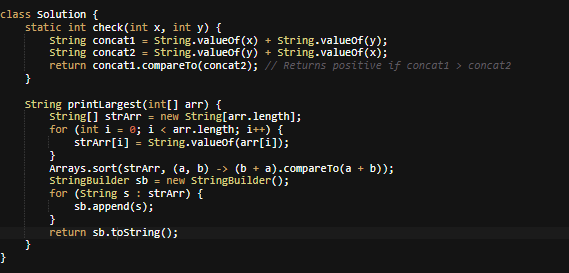 class Solution {
    static int check(int x, int y) {
        String concat1 = String.valueOf(x) + String.valueOf(y);
        String concat2 = String.valueOf(y) + String.valueOf(x);
        return concat1.compareTo(concat2); // Returns positive if concat1 > concat2
    }

    String printLargest(int[] arr) {
        String[] strArr = new String[arr.length];
        for (int i = 0; i < arr.length; i++) {
            strArr[i] = String.valueOf(arr[i]);
        }
        Arrays.sort(strArr, (a, b) -> (b + a).compareTo(a + b));
        StringBuilder sb = new StringBuilder();
        for (String s : strArr) {
            sb.append(s);
        }
        return sb.toString();
    }
}